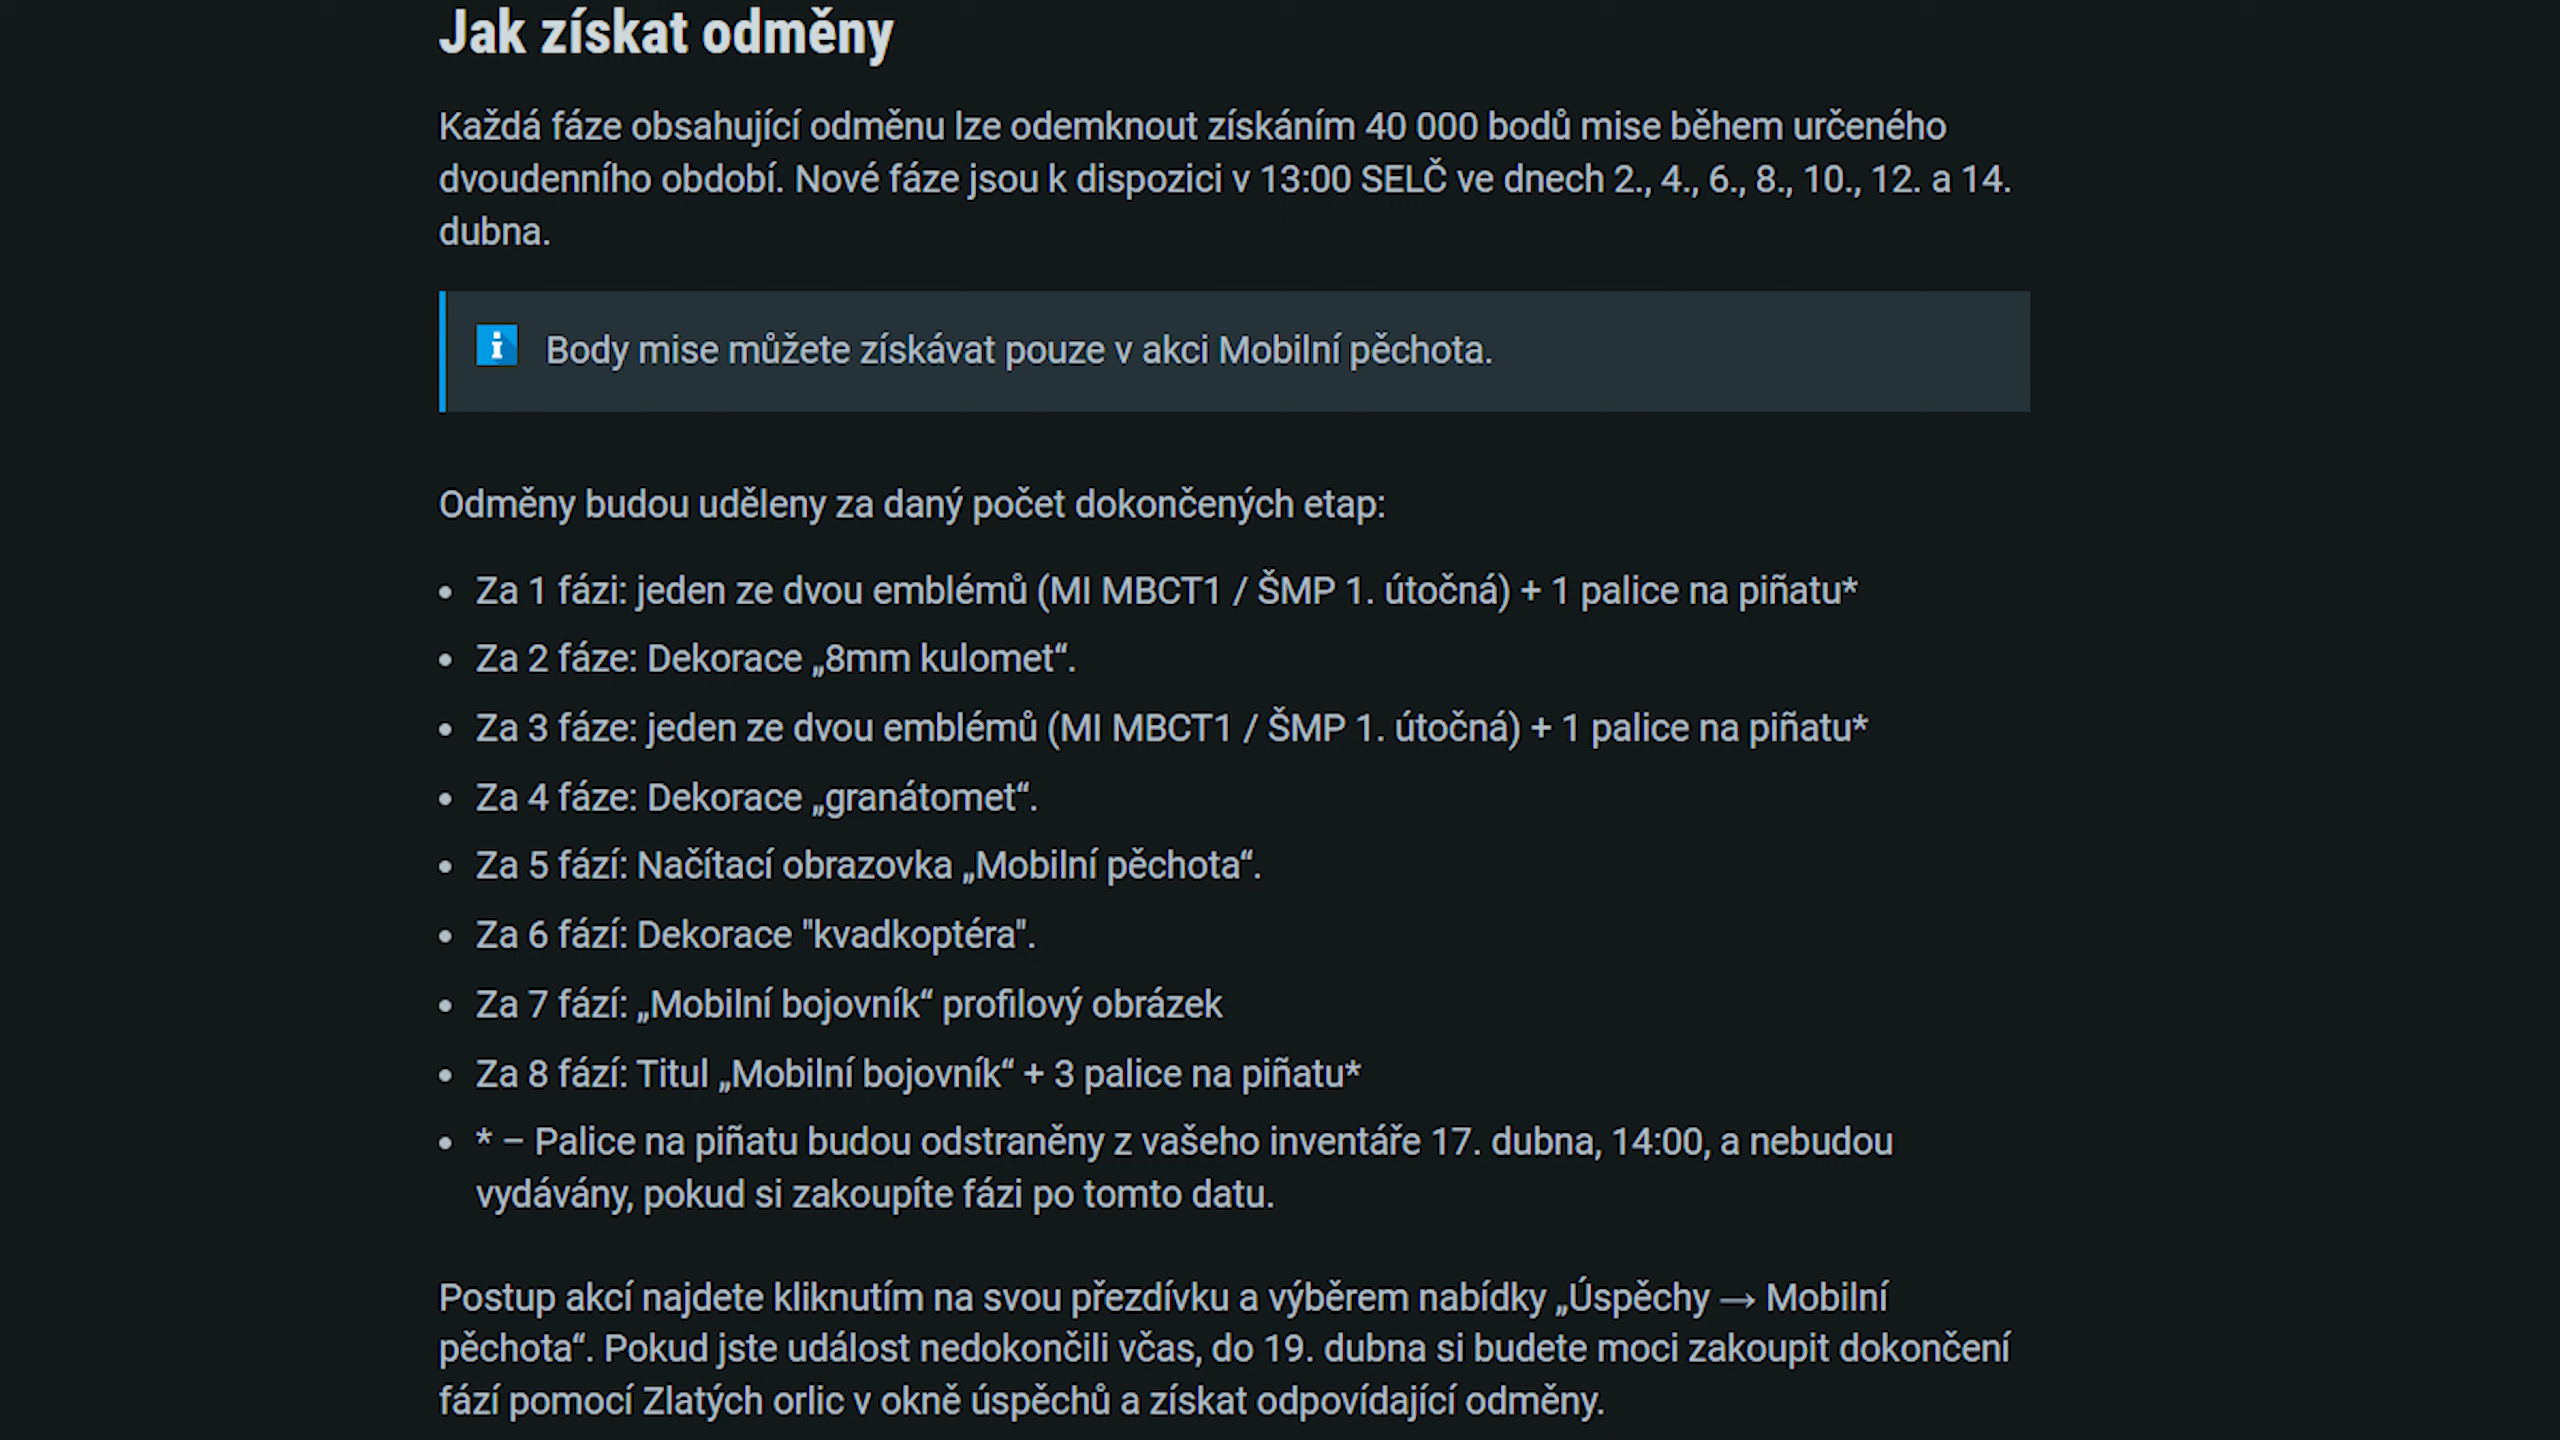 Jak získat odměny
Každá fáze obsahující odměnu lze odemknout získáním 40 000 bodů mise během určeného
dvoudenního období. Nové fáze jsou k dispozici v 13:00 SELČ ve dnech 2., 4., 6., 8., 10., 12. a 14.
dubna.
Body mise můžete získávat pouze v akci Mobilní pěchota.
Odměny budou uděleny za daný počet dokončených etap:
• Za 1 fázi: jeden ze dvou emblémů (MI MBCT1 / ŠMP 1. útočná) + 1 palice na piñatu*
• Za 2 fáze: Dekorace „8mm kulomet“.
• Za 3 fáze: jeden ze dvou emblémů (MI MBCT1 / ŠMP 1. útočná) + 1 palice na piñatu*
• Za 4 fáze: Dekorace „granátomet“.
• Za 5 fází: Načítací obrazovka „Mobilní pěchota“.
• Za 6 fází: Dekorace "kvadkoptéra".
• Za 7 fází: „Mobilní bojovník“ profilový obrázek
• Za 8 fází: Titul „Mobilní bojovník“ + 3 palice na piñatu*
• * – Palice na piñatu budou odstraněny z vašeho inventáře 17. dubna, 14:00, a nebudou
vydávány, pokud si zakoupíte fázi po tomto datu.
Postup akcí najdete kliknutím na svou přezdívku a výběrem nabídky „Úspěchy → Mobilní
pěchota“. Pokud jste událost nedokončili včas, do 19. dubna si budete moci zakoupit dokončení
fází pomocí Zlatých orlic v okně úspěchů a získat odpovídající odměny.